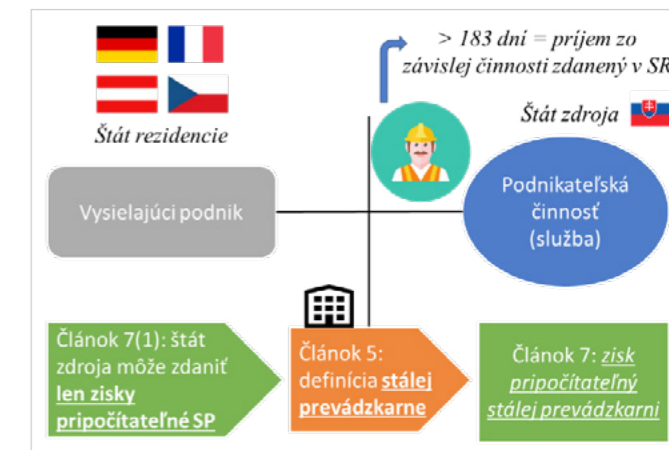 > 183 dní = príjem zo
závislej činnosti zdanený v SR
Štát rezidencie
Štát zdroja
Vysielajúci podnik
Podnikateľská
činnosť
(služba)
Článok 7(1): štát
zdroja môže zdaniť
len zisky
pripočítateľné SP
Článok 5:
definícia stálej
prevádzkarne
Článok 7: zisk
pripočítateľný
stálej prevádzkarni